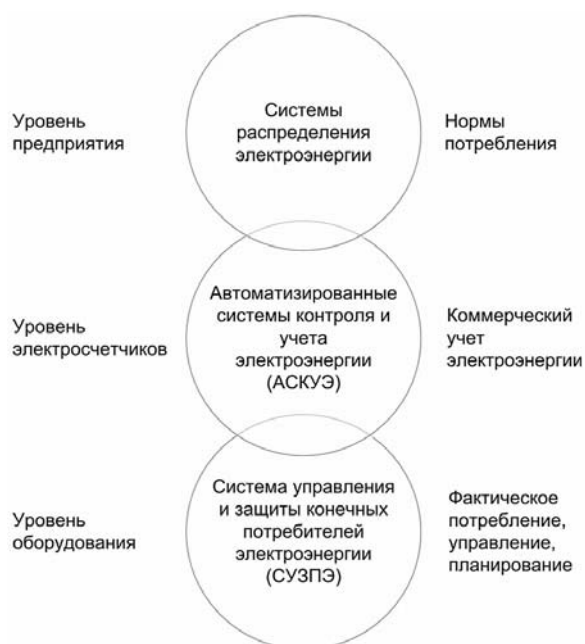 Уровень
предприятия
Системы
распределения
электроэнергии
Нормы
потребления
Уровень
электросчетчиков
Автоматизированные
системы контроля и
учета
электроэнергии
(АСКУЭ)
Коммерческий
учет
электроэнергии
Уровень
оборудования
Система управления
и защиты конечных
потребителей
электроэнергии
(СУЗПЭ)
Фактическое
потребление,
управление,
планирование